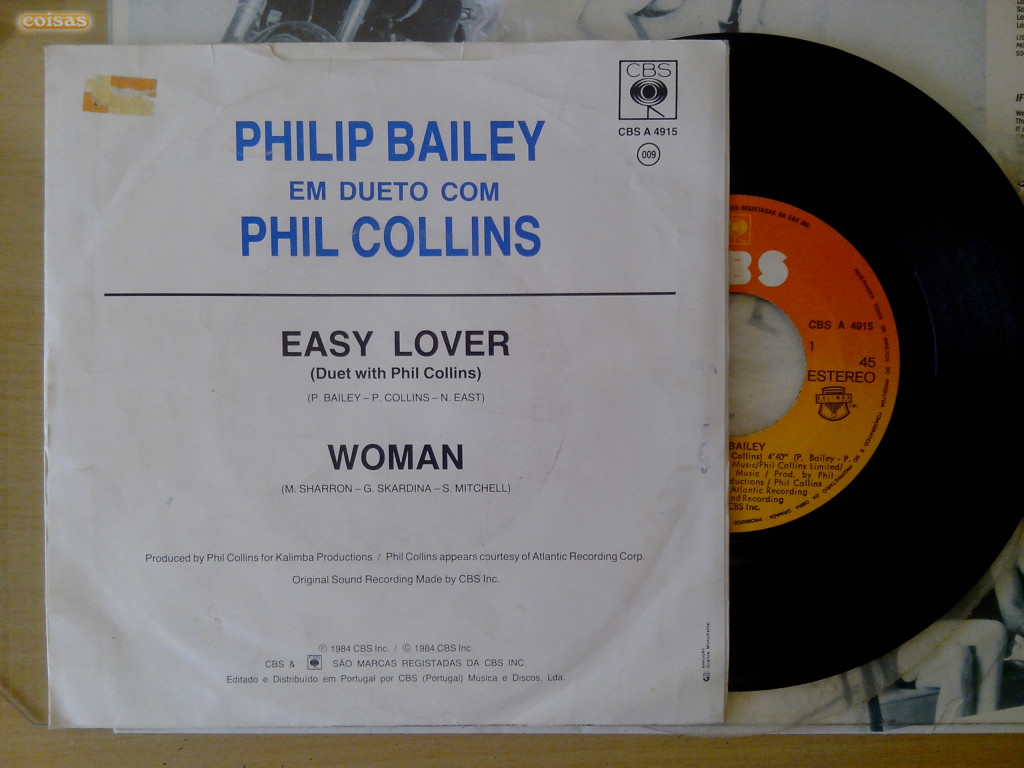 coisas
CBS
CBS A 4915
009
PHILIP BAILEY
EM DUETO COM
PHIL COLLINS
EASY LOVER
(Duet with Phil Collins)
(P. BAILEY – P. COLLINS – N. EAST)
WOMAN
(M. SHARRON – G. SKARDINA – S. MITCHELL)
Produced by Phil Collins for Kalimba Productions / Phil Collins appears courtesy of Atlantic Recording Corp.
Original Sound Recording Made by CBS Inc.
℗ 1984 CBS Inc. / © 1984 CBS Inc.
CBS & SÃO MARCAS REGISTADAS DA CBS INC.
Editado e Distribuído em Portugal por CBS (Portugal) Música e Discos, Lda.
REGISTADAS DA CBS INC.
BS
CBS A 4915
1
45
ESTEREO
BAILEY
Collins) 4'40" (P. Bailey - P.
Music/Phil Collins Limited/
Music / Prod. by Phil
ductions / Phil Collins
Atlantic Recording
nd Recording
CBS Inc.